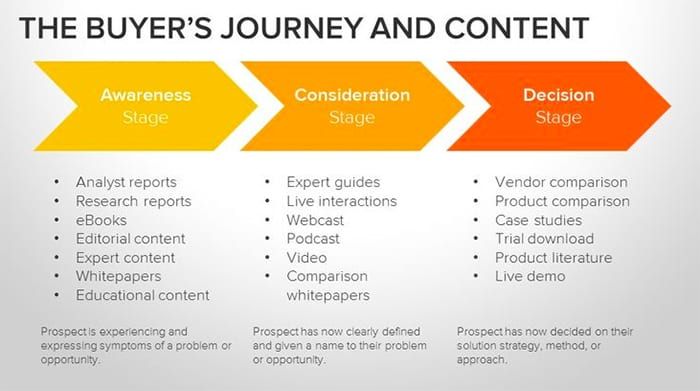 THE BUYER'S JOURNEY AND CONTENT
Awareness
Stage
Consideration
Stage
Decision
Stage
• Analyst reports
• Research reports
• eBooks
• Editorial content
• Expert content
• Whitepapers
• Educational content
• Expert guides
• Live interactions
• Webcast
• Podcast
• Video
• Comparison
whitepapers
• Vendor comparison
• Product comparison
• Case studies
• Trial download
• Product literature
• Live demo
Prospect is experiencing and
expressing symptoms of a problem or
opportunity.
Prospect has now clearly defined
and given a name to their problem
or opportunity.
Prospect has now decided on their
solution strategy, method, or
approach.